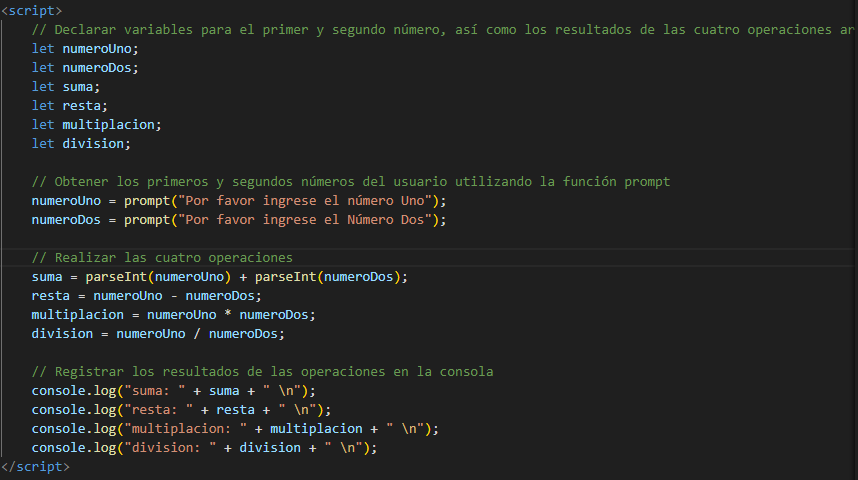 <script>
// Declarar variables para el primer y segundo número, así como los resultados de las cuatro operaciones ar
let numeroUno;
let numeroDos;
let suma;
let resta;
let multiplacion;
let division;
// Obtener los primeros y segundos números del usuario utilizando la función prompt
numeroUno = prompt("Por favor ingrese el número Uno");
numeroDos = prompt("Por favor ingrese el Número Dos");
// Realizar las cuatro operaciones
suma = parseInt(numeroUno) + parseInt(numeroDos);
resta = numeroUno - numeroDos;
multiplacion = numeroUno * numeroDos;
division = numeroUno / numeroDos;
// Registrar los resultados de las operaciones en la consola
console.log("suma: " + suma + " \n");
console.log("resta: " + resta + " \n");
console.log("multiplacion: " + multiplacion + " \n");
console.log("division: " + division + " \n");
</script>